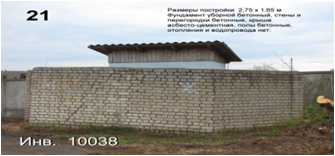 21
Размеры постройки 2,75 х 1,65 м
Фундамент уборной бетонный, стены и
перегородки бетонные, крыша
асбесто-цементная, полы бетонные,
отопления и водопровода нет.
Инв. 10038